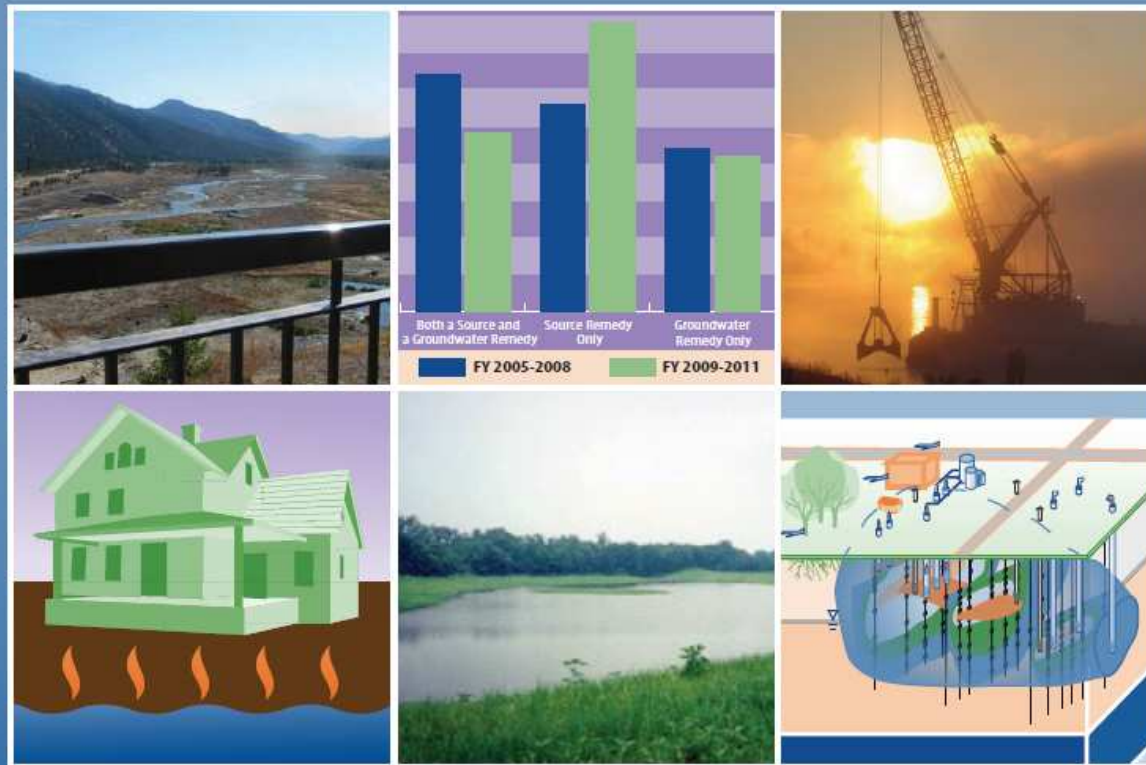 Both a Source and
a Groundwater Remedy
Source Remedy
Only
Groundwater
Remedy Only
FY 2005-2008
FY 2009-2011